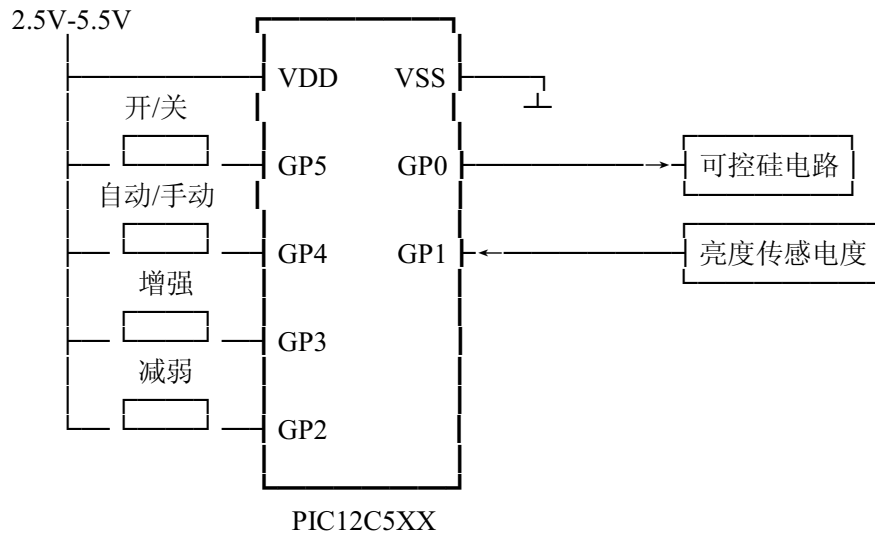 2.5V-5.5V
VDD VSS
开/关
GP5 GP0 可控硅电路
自动/手动
GP4 GP1 亮度传感电度
增强
GP3
减弱
GP2
PIC12C5XX